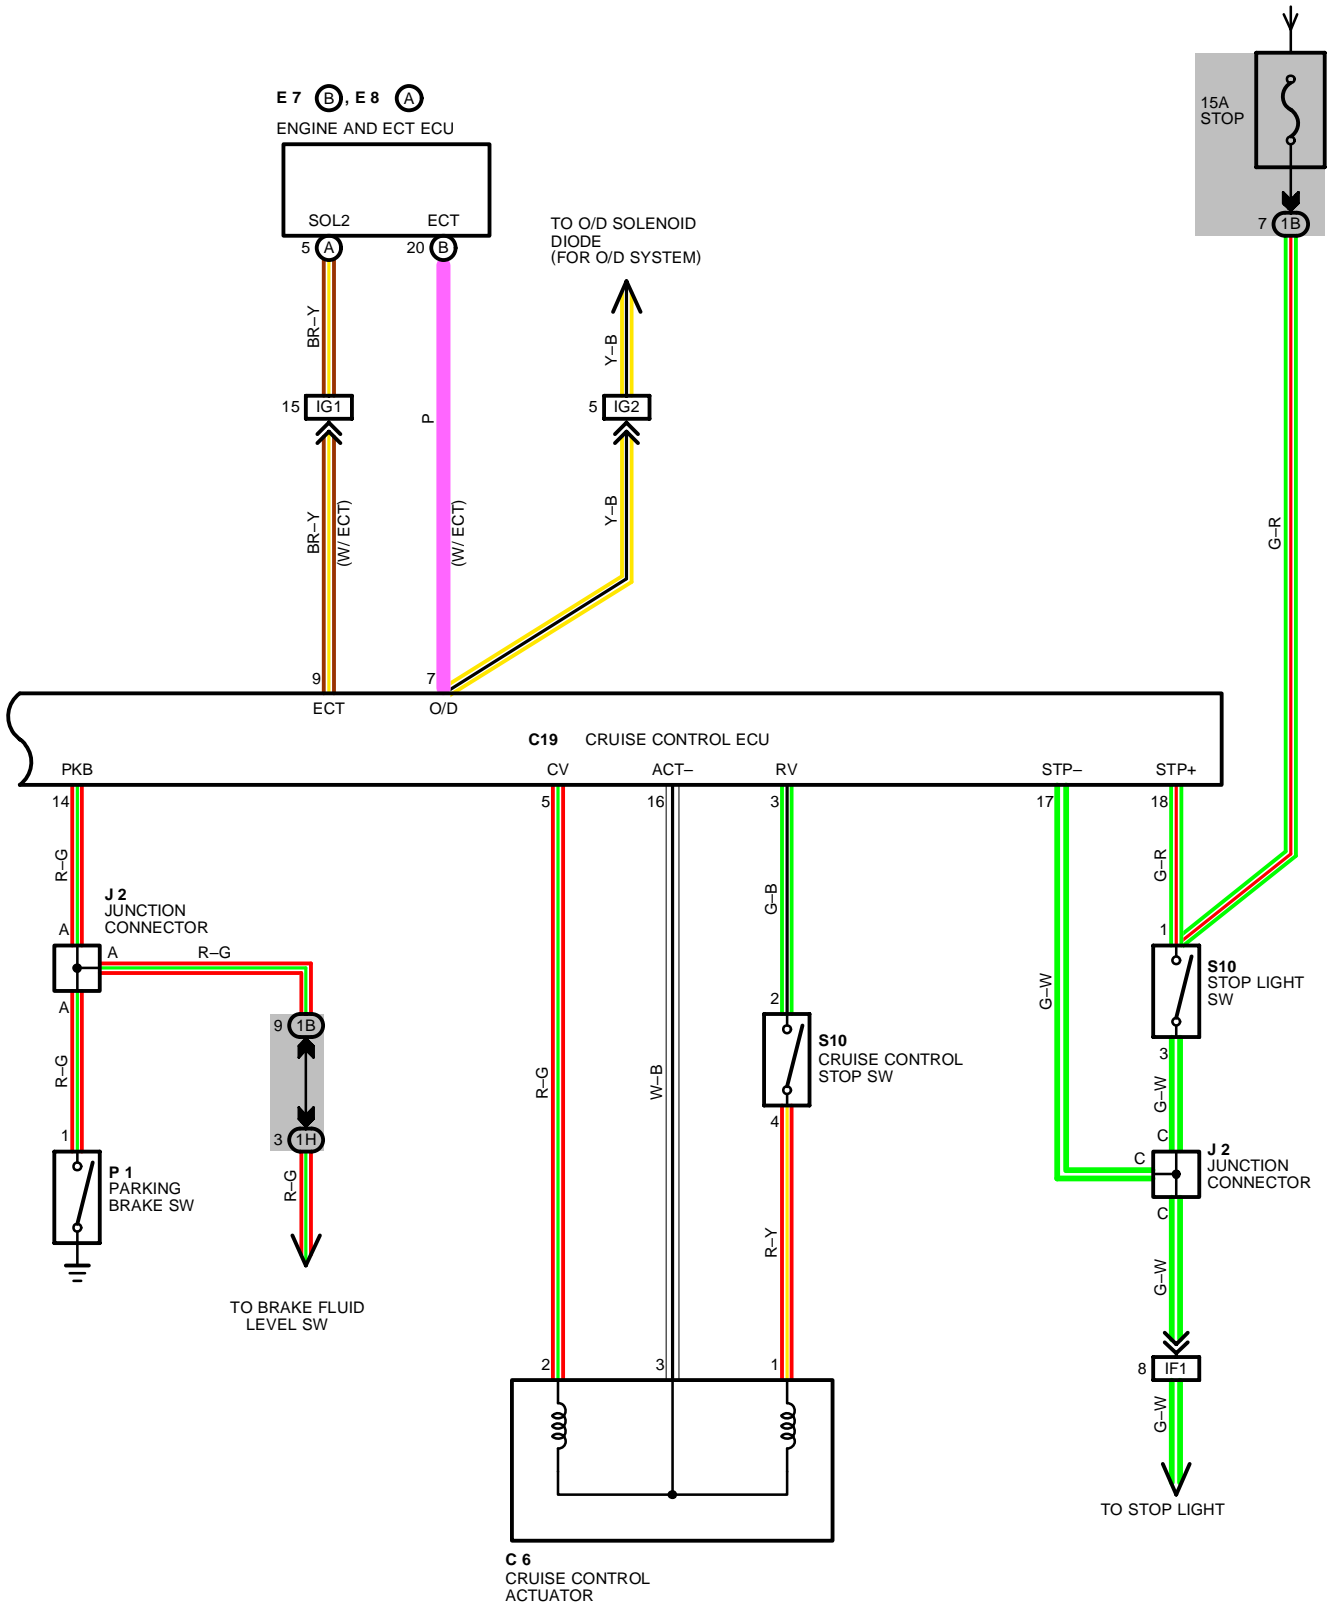 15A
STOP
7 1B
E 7 B , E 8 A
ENGINE AND ECT ECU
SOL2 ECT
5 A 20 B
TO O/D SOLENOID
DIODE
(FOR O/D SYSTEM)
BR–Y
Y–B
15 IG1
P
5 IG2
BR–Y
(W/ ECT)
(W/ ECT)
Y–B
G–R
9 7
ECT O/D
C19 CRUISE CONTROL ECU
PKB CV ACT– RV STP– STP+
14 5 16 3 17 18
R–G
G–B
G–R
J 2
JUNCTION
CONNECTOR
A
A
R–G
A
1
S10
STOP LIGHT
SW
G–W
2
9 1B
R–G
R–G
W–B
S10
CRUISE CONTROL
STOP SW
3
G–W
4
1
3 1H
C
C
J 2
JUNCTION
CONNECTOR
C
P 1
PARKING
BRAKE SW
R–G
R–Y
G–W
TO BRAKE FLUID
LEVEL SW
2 3 1
8 IF1
G–W
TO STOP LIGHT
C 6
CRUISE CONTROL
ACTUATOR